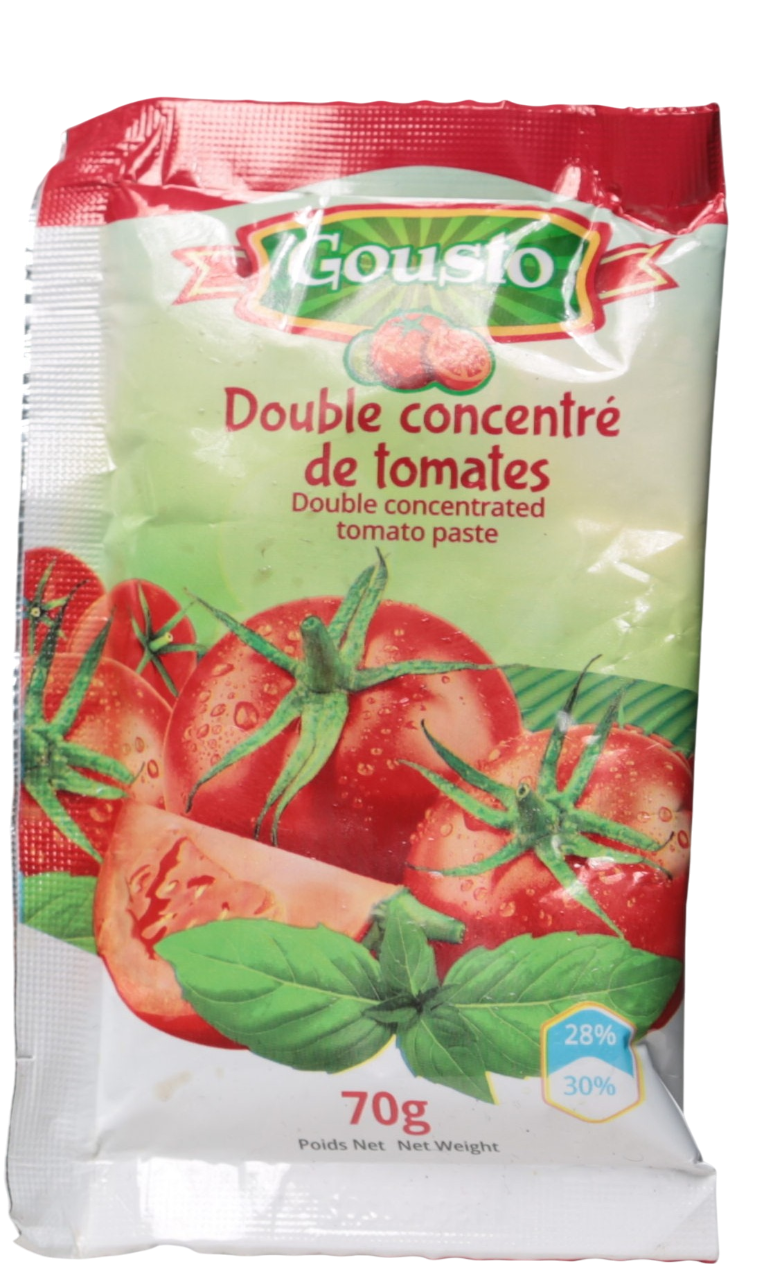 Gousto
Double concentré
de tomates
Double concentrated
tomato paste
28%
30%
70g
Poids Net Net Weight